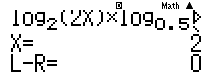 Math ▲
log₂(2X)×log₀.₅
X= 2
L-R= 0